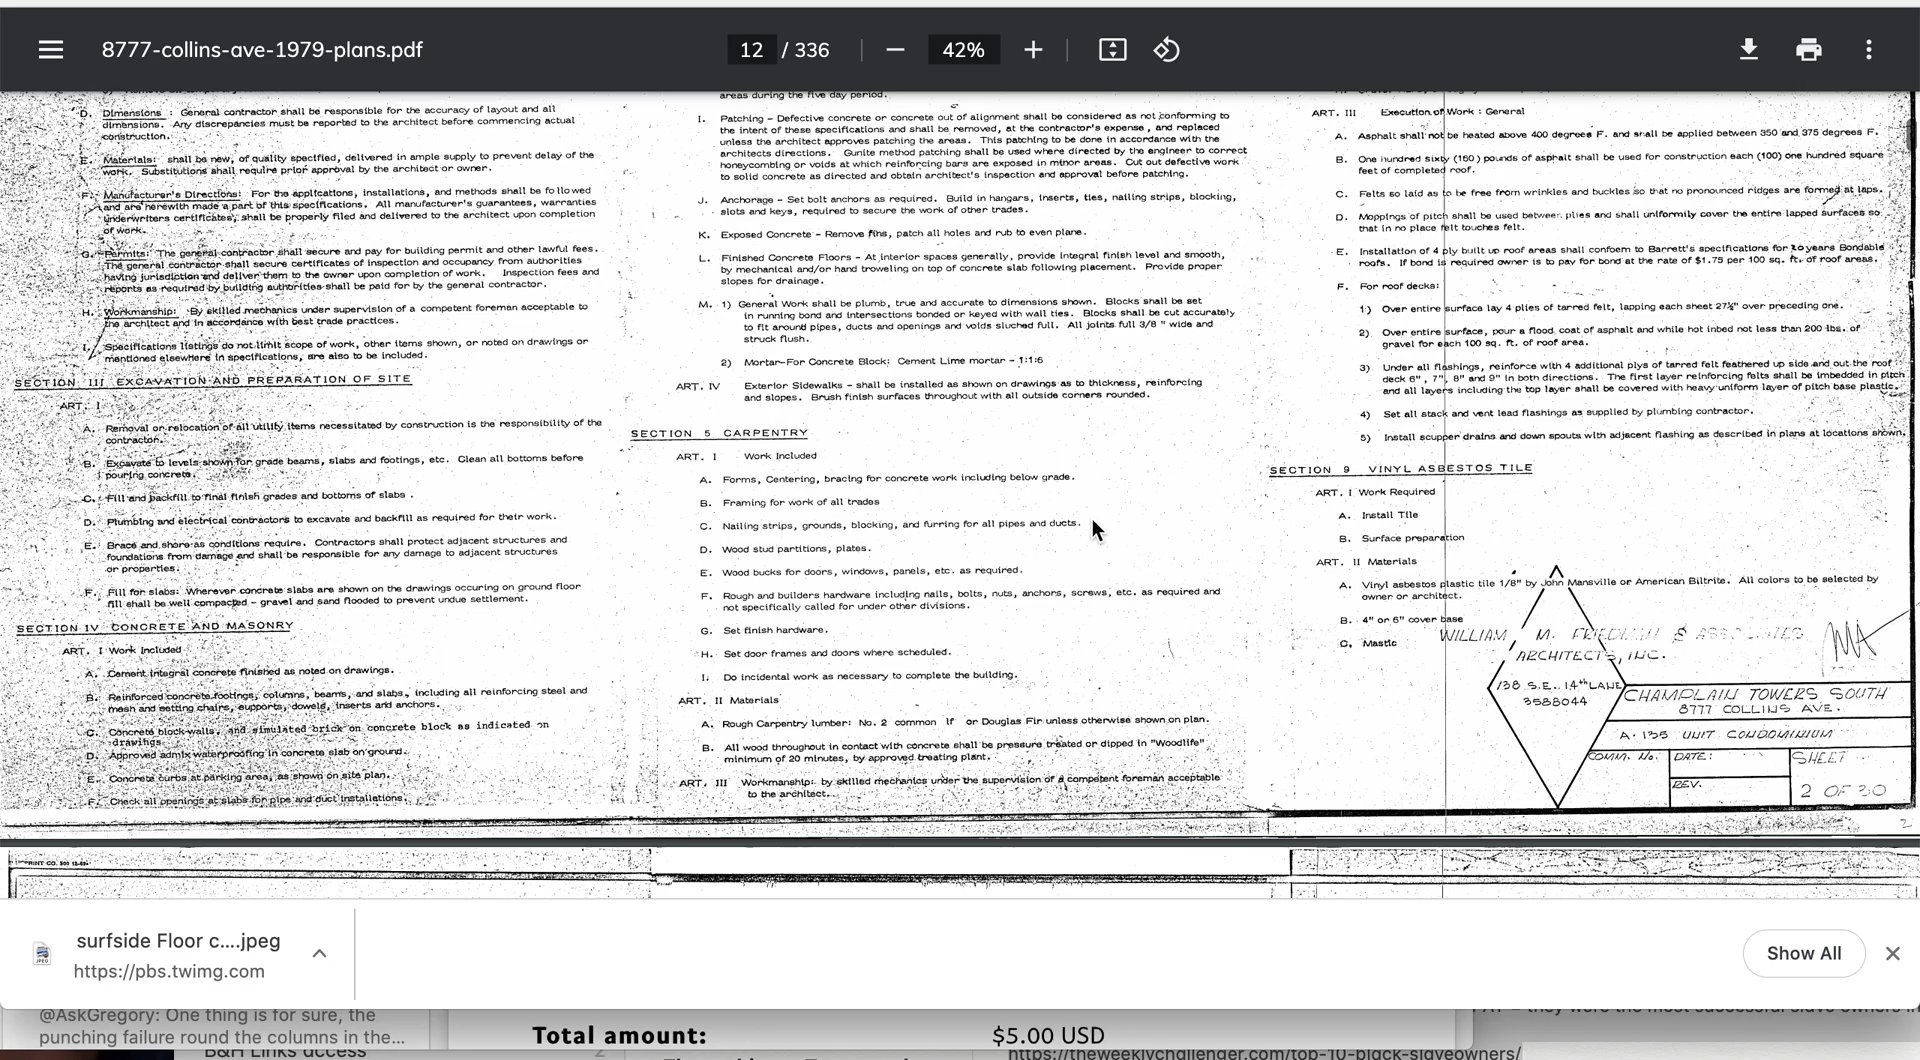 8777-collins-ave-1979-plans.pdf
12 / 336
42%
D. Dimensions : General contractor shall be responsible for the accuracy of layout and all
dimensions. Any discrepancies must be reported to the architect before commencing actual
construction.
E. Materials: shall be new, of quality specified, delivered in ample supply to prevent delay of the
work. Substitutions shall require prior approval by the architect or owner.
F. Manufacturer's Directions: For the applications, installations, and methods shall be followed
and are herewith made a part of this specifications. All manufacturer's guarantees, warranties
underwriters certificates, shall be properly filed and delivered to the architect upon completion
of work.
G. Permits: The general contractor shall secure and pay for building permit and other lawful fees.
The general contractor shall secure certificates of inspection and occupancy from authorities
having jurisdiction and deliver them to the owner upon completion of work. Inspection fees and
reports as required by building authorities shall be paid for by the general contractor.
H. Workmanship: By skilled mechanics under supervision of a competent foreman acceptable to
the architect and in accordance with best trade practices.
I. Specifications listings do not limit scope of work, other items shown, or noted on drawings or
mentioned elsewhere in specifications, are also to be included.
SECTION III EXCAVATION AND PREPARATION OF SITE
ART. I
A. Removal or relocation of all utility items necessitated by construction is the responsibility of the
contractor.
B. Excavate to levels shown for grade beams, slabs and footings, etc. Clean all bottoms before
pouring concrete.
C. Fill and backfill to final finish grades and bottoms of slabs .
D. Plumbing and electrical contractors to excavate and backfill as required for their work.
E. Brace and shore as conditions require. Contractors shall protect adjacent structures and
foundations from damage and shall be responsible for any damage to adjacent structures
or properties.
F. Fill for slabs: Wherever concrete slabs are shown on the drawings occuring on ground floor
fill shall be well compacted - gravel and sand flooded to prevent undue settlement.
SECTION IV CONCRETE AND MASONRY
ART. I Work Included
A. Cement integral concrete finished as noted on drawings.
B. Reinforced concrete footings, columns, beams, and slabs, including all reinforcing steel and
mesh and setting chairs, supports, dowels, inserts and anchors.
C. Concrete block walls, and simulated brick on concrete block as indicated on
drawings
D. Approved admix waterproofing in concrete slab on ground.
E. Concrete curbs at parking area, as shown on site plan.
F. Check all openings at slabs for pipe and duct installations.
areas during the five day period.
I. Patching - Defective concrete or concrete out of alignment shall be considered as not conforming to
the intent of these specifications and shall be removed, at the contractor's expense, and replaced
unless the architect approves patching the areas. This patching to be done in accordance with the
architects directions. Gunite method patching shall be used where directed by the engineer to correct
honeycombing or voids at which reinforcing bars are exposed in minor areas. Cut out defective work
to solid concrete as directed and obtain architect's inspection and approval before patching.
J. Anchorage - Set bolt anchors as required. Build in hangars, inserts, ties, nailing strips, blocking,
slots and keys, required to secure the work of other trades.
K. Exposed Concrete - Remove fins, patch all holes and rub to even plane.
L. Finished Concrete Floors - At interior spaces generally, provide integral finish level and smooth,
by mechanical and/or hand troweling on top of concrete slab following placement. Provide proper
slopes for drainage.
M. 1) General Work shall be plumb, true and accurate to dimensions shown. Blocks shall be set
in running bond and intersections bonded or keyed with wall ties. Blocks shall be cut accurately
to fit around pipes, ducts and openings and voids slushed full. All joints full 3/8 " wide and
struck flush.
2) Mortar-For Concrete Block: Cement Lime mortar - 1:1:6
ART. IV Exterior Sidewalks - shall be installed as shown on drawings as to thickness, reinforcing
and slopes. Brush finish surfaces throughout with all outside corners rounded.
SECTION 5 CARPENTRY
ART. I Work Included
A. Forms, Centering, bracing for concrete work including below grade.
B. Framing for work of all trades
C. Nailing strips, grounds, blocking, and furring for all pipes and ducts.
D. Wood stud partitions, plates.
E. Wood bucks for doors, windows, panels, etc. as required.
F. Rough and builders hardware including nails, bolts, nuts, anchors, screws, etc. as required and
not specifically called for under other divisions.
G. Set finish hardware.
H. Set door frames and doors where scheduled.
I. Do incidental work as necessary to complete the building.
ART. II Materials
A. Rough Carpentry lumber: No. 2 common lf or Douglas Fir unless otherwise shown on plan.
B. All wood throughout in contact with concrete shall be pressure treated or dipped in "Woodlife"
minimum of 20 minutes, by approved treating plant.
ART. III Workmanship: by skilled mechanics under the supervision of a competent foreman acceptable
to the architect.
ART. III Execution of Work : General
A. Asphalt shall not be heated above 400 degrees F. and shall be applied between 350 and 375 degrees F.
B. One hundred sixty (160) pounds of asphalt shall be used for construction each (100) one hundred square
feet of completed roof.
C. Felts so laid as to be free from wrinkles and buckles so that no pronounced ridges are formed at laps.
D. Moppings of pitch shall be used between plies and shall uniformly cover the entire lapped surfaces so
that in no place felt touches felt.
E. Installation of 4 ply built up roof areas shall conform to Barrett's specifications for 20 years Bondable
roofs. If bond is required owner is to pay for bond at the rate of $1.75 per 100 sq. ft. of roof areas.
F. For roof decks:
1) Over entire surface lay 4 plies of tarred felt, lapping each sheet 27½" over preceding one.
2) Over entire surface, pour a flood coat of asphalt and while hot inbed not less than 200 lbs. of
gravel for each 100 sq. ft. of roof area.
3) Under all flashings, reinforce with 4 additional plys of tarred felt feathered up side and out the roof
deck 6" , 7", 8" and 9" in both directions. The first layer reinforcing felts shall be imbedded in pitch
and all layers including the top layer shall be covered with heavy uniform layer of pitch base plastic.
4) Set all stack and vent lead flashings as supplied by plumbing contractor.
5) Install scupper drains and down spouts with adjacent flashing as described in plans at locations shown.
SECTION 9 VINYL ASBESTOS TILE
ART. I Work Required
A. Install Tile
B. Surface preparation
ART. II Materials
A. Vinyl asbestos plastic tile 1/8" by John Mansville or American Biltrite. All colors to be selected by
owner or architect.
B. 4" or 6" cover base
C. Mastic
WILLIAM M. FRIEDMAN & ASSOCIATES
ARCHITECTS, INC.
138 S.E. 14th LANE
3588044
CHAMPLAIN TOWERS SOUTH
8777 COLLINS AVE.
A 135 UNIT CONDOMINIUM
COMM. No. DATE: SHEET
REV. 2 OF 30
surfside Floor c....jpeg
https://pbs.twimg.com
Show All
@AskGregory: One thing is for sure, the
punching failure round the columns in the...
Total amount: $5.00 USD
B&H Links access
https://theweeklychallenger.com/top-10-black-slaveowners/